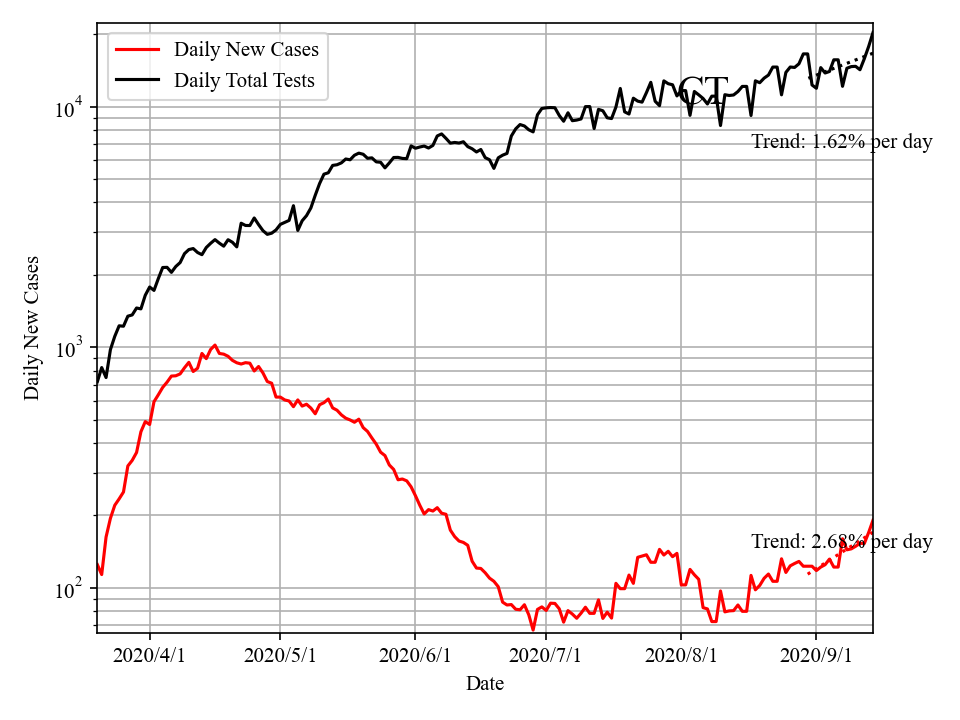 Daily New Cases
Daily Total Tests
CT
Trend: 1.62% per day
Trend: 2.68% per day
10^4
10^3
10^2
Daily New Cases
2020/4/1
2020/5/1
2020/6/1
2020/7/1
2020/8/1
2020/9/1
Date